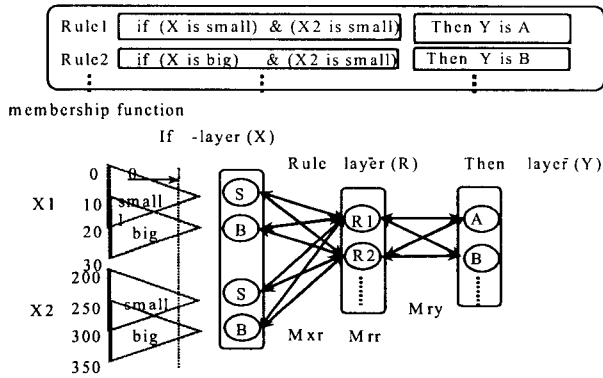 Rule1 if (X is small) & (X2 is small) Then Y is A
Rule2 if (X is big) & (X2 is small) Then Y is B
membership function
If -layer (X)
Rule layer (R)
Then layer (Y)
X1
0
10
20
30
0
1
small
big
X2
200
250
300
350
small
big
S
B
S
B
R1
R2
A
B
Mxr
Mrr
Mry